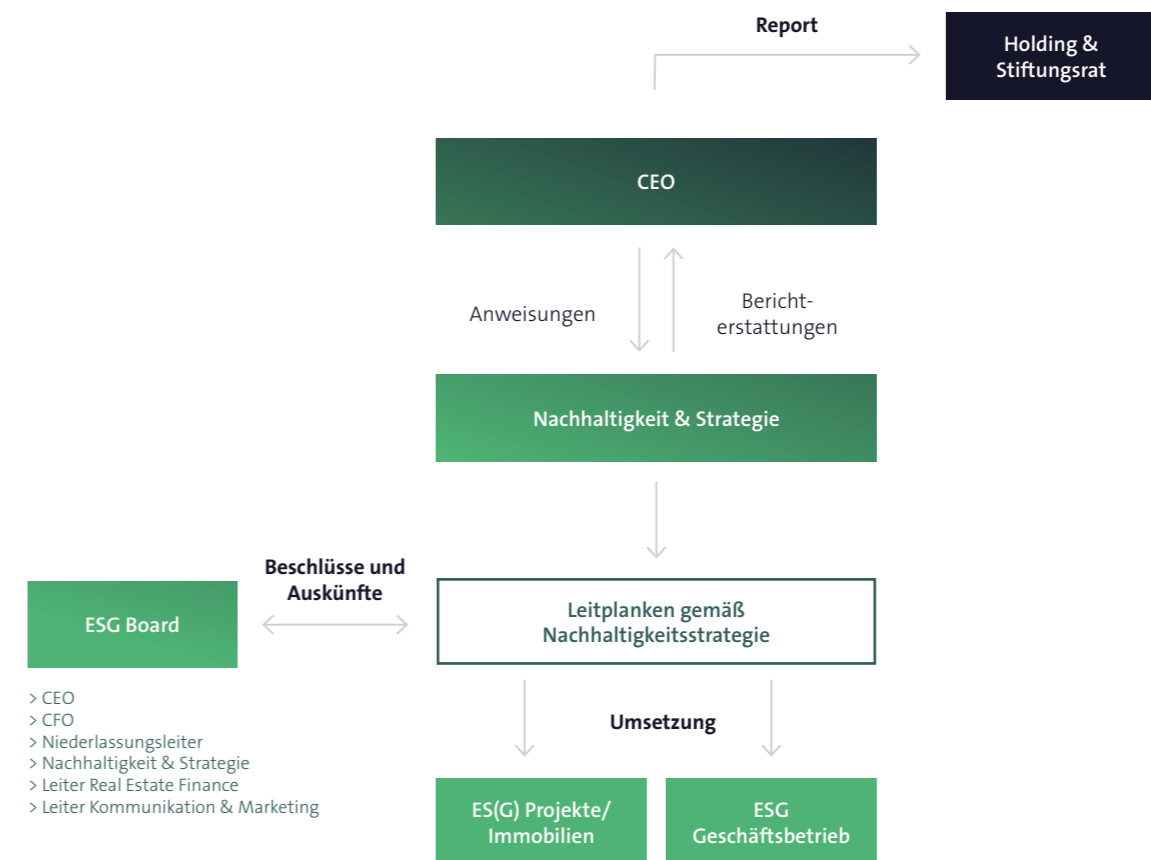 Report
Holding &
Stiftungsrat
CEO
Anweisungen
Bericht-
erstattungen
Nachhaltigkeit & Strategie
Beschlüsse und
Auskünfte
ESG Board
Leitplanken gemäß
Nachhaltigkeitsstrategie
> CEO
> CFO
> Niederlassungsleiter
> Nachhaltigkeit & Strategie
> Leiter Real Estate Finance
> Leiter Kommunikation & Marketing
Umsetzung
ES(G) Projekte/
Immobilien
ESG
Geschäftsbetrieb